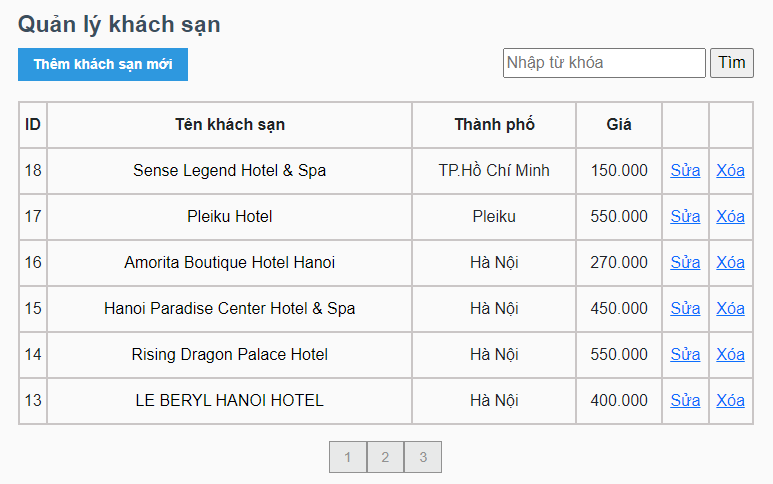 Quản lý khách sạn
Thêm khách sạn mới Nhập từ khóa Tìm
ID Tên khách sạn Thành phố Giá
18 Sense Legend Hotel & Spa TP.Hồ Chí Minh 150.000 Sửa Xóa
17 Pleiku Hotel Pleiku 550.000 Sửa Xóa
16 Amorita Boutique Hotel Hanoi Hà Nội 270.000 Sửa Xóa
15 Hanoi Paradise Center Hotel & Spa Hà Nội 450.000 Sửa Xóa
14 Rising Dragon Palace Hotel Hà Nội 550.000 Sửa Xóa
13 LE BERYL HANOI HOTEL Hà Nội 400.000 Sửa Xóa
1 2 3